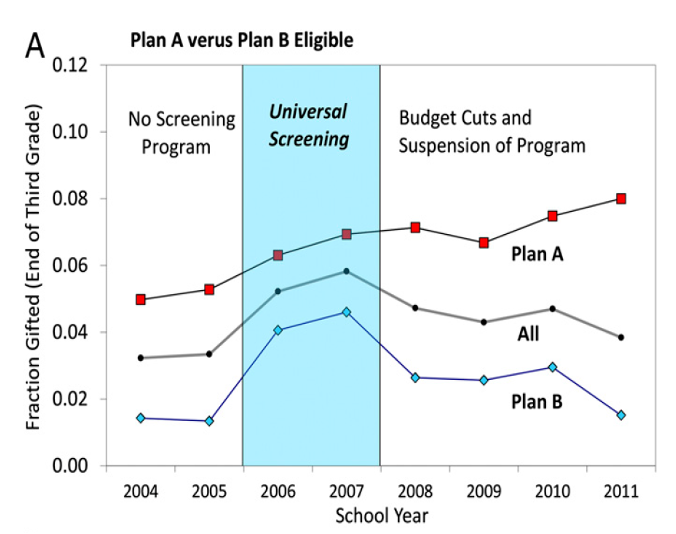 A
Plan A verus Plan B Eligible
Fraction Gifted (End of Third Grade)
0.12
0.10
0.08
0.06
0.04
0.02
0.00
No Screening
Program
Universal
Screening
Budget Cuts and
Suspension of Program
Plan A
All
Plan B
2004 2005 2006 2007 2008 2009 2010 2011
School Year